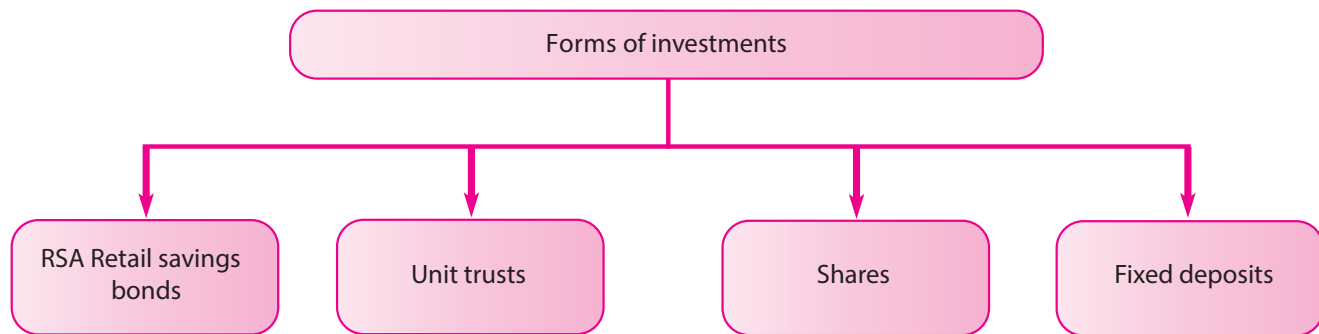 Forms of investments
RSA Retail savings
bonds
Unit trusts
Shares
Fixed deposits